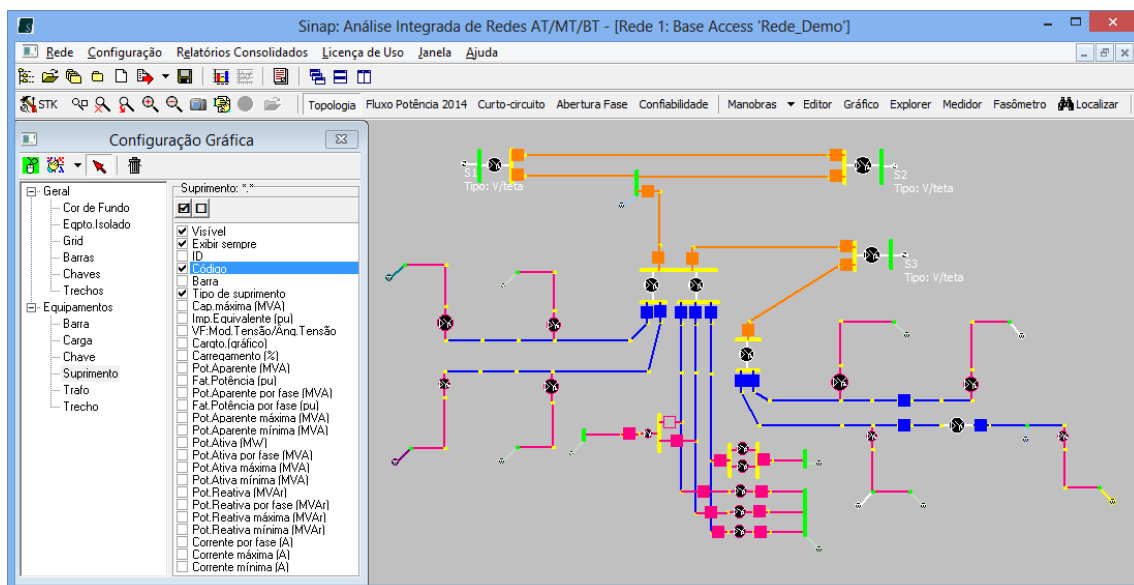 Sinap: Análise Integrada de Redes AT/MT/BT - [Rede 1: Base Access 'Rede_Demo']
Rede Configuração Relatórios Consolidados Licença de Uso Janela Ajuda
STK Topologia Fluxo Potência 2014 Curto-circuito Abertura Fase Confiabilidade Manobras Editor Gráfico Explorer Medidor Fasômetro Localizar
Configuração Gráfica
Geral
Cor de Fundo
Eqpto.Isolado
Grid
Barras
Chaves
Trechos
Equipamentos
Barra
Carga
Chave
Suprimento
Trafo
Trecho
Suprimento: *.*
Visível
Exibir sempre
ID
Código
Barra
Tipo de suprimento
Cap.máxima (MVA)
Imp.Equivalente (pu)
VF:Mod.Tensão/Ang.Tensão
Cargto.(gráfico)
Carregamento (%)
Pot.Aparente (MVA)
Fat.Potência (pu)
Pot.Aparente por fase (MVA)
Fat.Potência por fase (pu)
Pot.Aparente máxima (MVA)
Pot.Aparente mínima (MVA)
Pot.Ativa (MW)
Pot.Ativa por fase (MVA)
Pot.Ativa máxima (MVA)
Pot.Ativa mínima (MVA)
Pot.Reativa (MVAr)
Pot.Reativa por fase (MVAr)
Pot.Reativa máxima (MVAr)
Pot.Reativa mínima (MVAr)
Corrente por fase (A)
Corrente máxima (A)
Corrente mínima (A)
S1
Tipo: V/teta
S2
Tipo: V/teta
S3
Tipo: V/teta